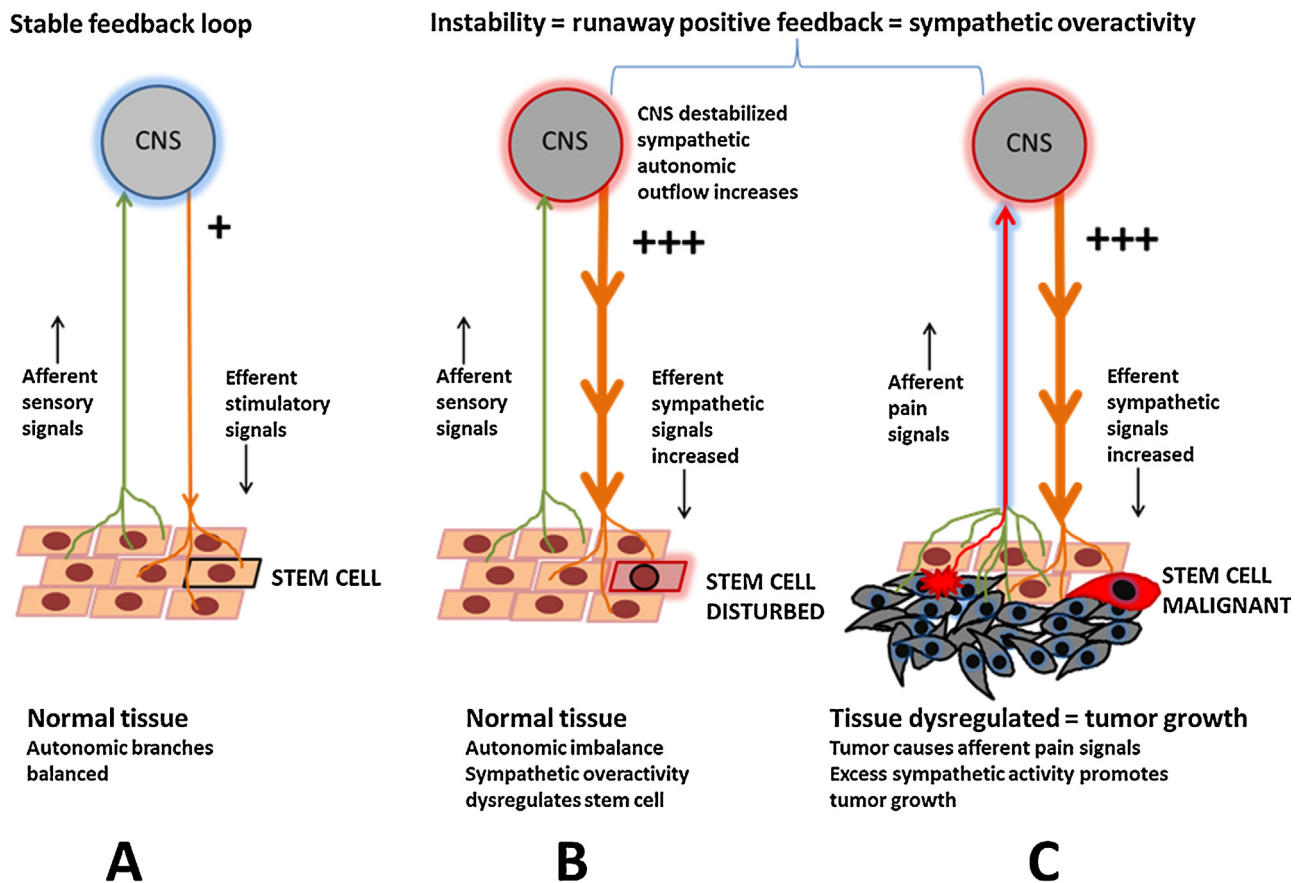 Stable feedback loop
CNS
+
Afferent
sensory
signals
Efferent
stimulatory
signals
STEM CELL
Normal tissue
Autonomic branches
balanced
A
Instability = runaway positive feedback = sympathetic overactivity
CNS
CNS destabilized
sympathetic
autonomic
outflow increases
+++
Afferent
sensory
signals
Efferent
sympathetic
signals
increased
STEM CELL
DISTURBED
Normal tissue
Autonomic imbalance
Sympathetic overactivity
dysregulates stem cell
B
CNS
+++
Afferent
pain
signals
Efferent
sympathetic
signals
increased
STEM CELL
MALIGNANT
Tissue dysregulated = tumor growth
Tumor causes afferent pain signals
Excess sympathetic activity promotes
tumor growth
C